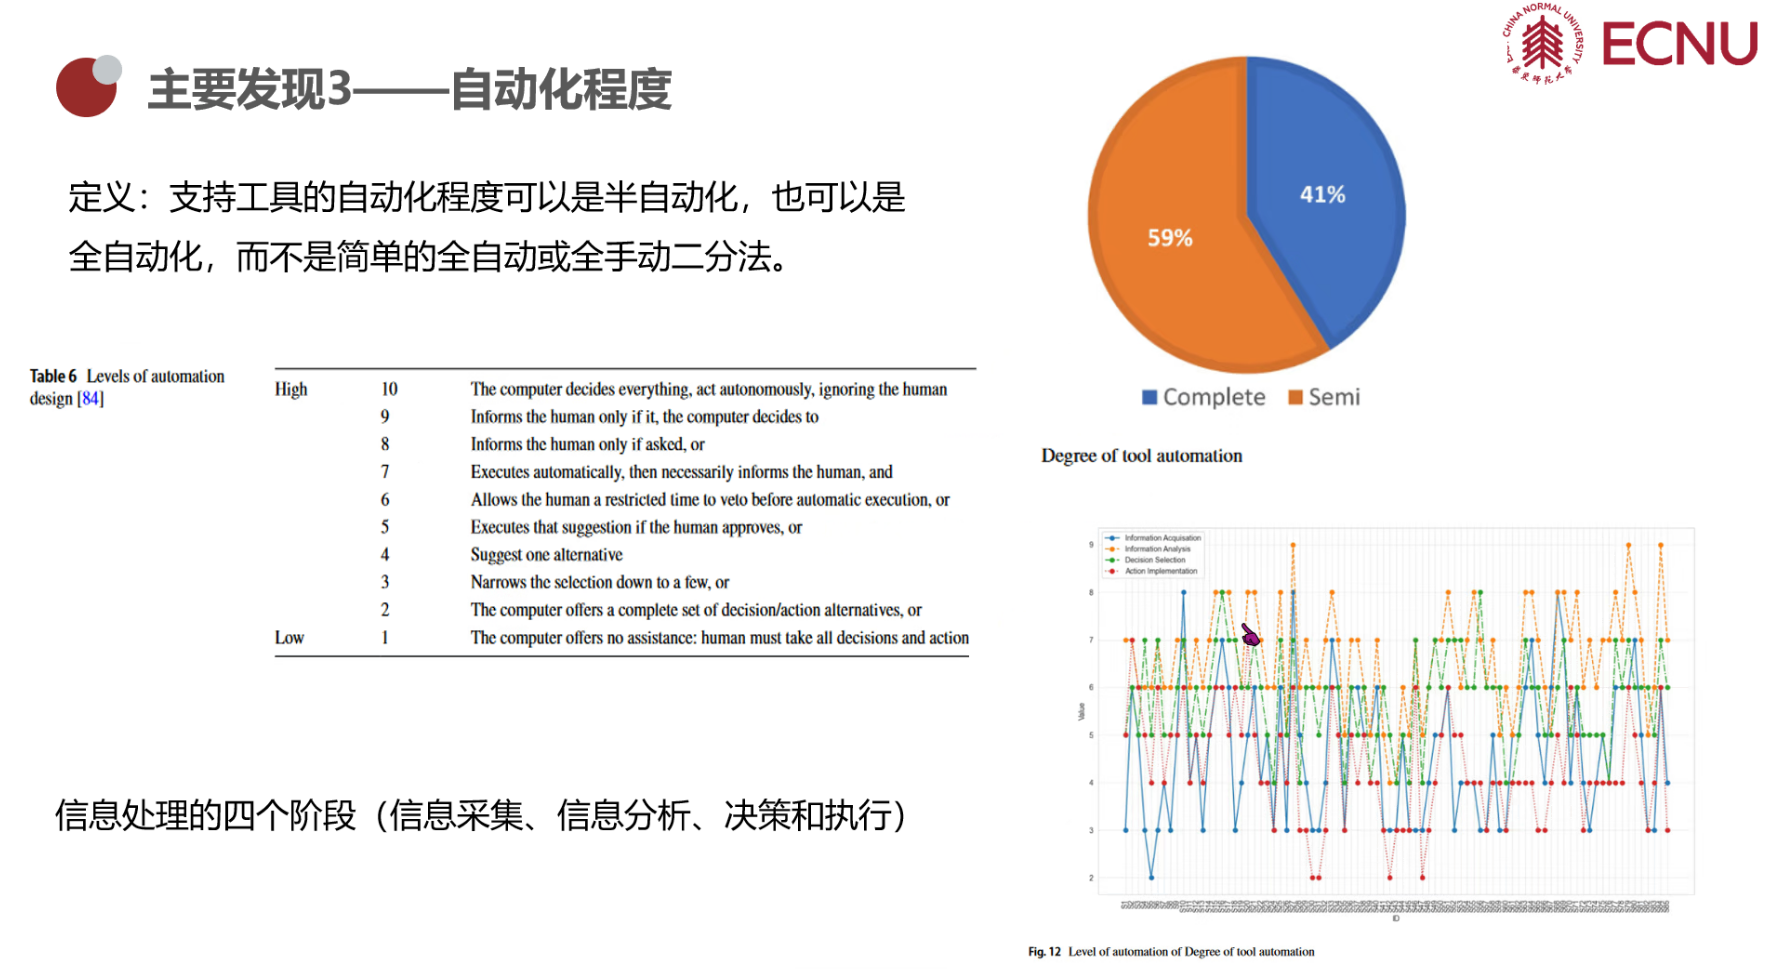 ECNU
主要发现3——自动化程度
定义：支持工具的自动化程度可以是半自动化，也可以是
全自动化，而不是简单的全自动或全手动二分法。
41%
59%
Complete Semi
Degree of tool automation
Table 6 Levels of automation
design [84]
High 10 The computer decides everything, act autonomously, ignoring the human
9 Informs the human only if it, the computer decides to
8 Informs the human only if asked, or
7 Executes automatically, then necessarily informs the human, and
6 Allows the human a restricted time to veto before automatic execution, or
5 Executes that suggestion if the human approves, or
4 Suggest one alternative
3 Narrows the selection down to a few, or
2 The computer offers a complete set of decision/action alternatives, or
Low 1 The computer offers no assistance: human must take all decisions and action
信息处理的四个阶段（信息采集、信息分析、决策和执行）
Information Acquisation
Information Analysis
Decision Selection
Action Implementation
9
8
7
6
5
4
3
2
Value
ID
Fig. 12 Level of automation of Degree of tool automation